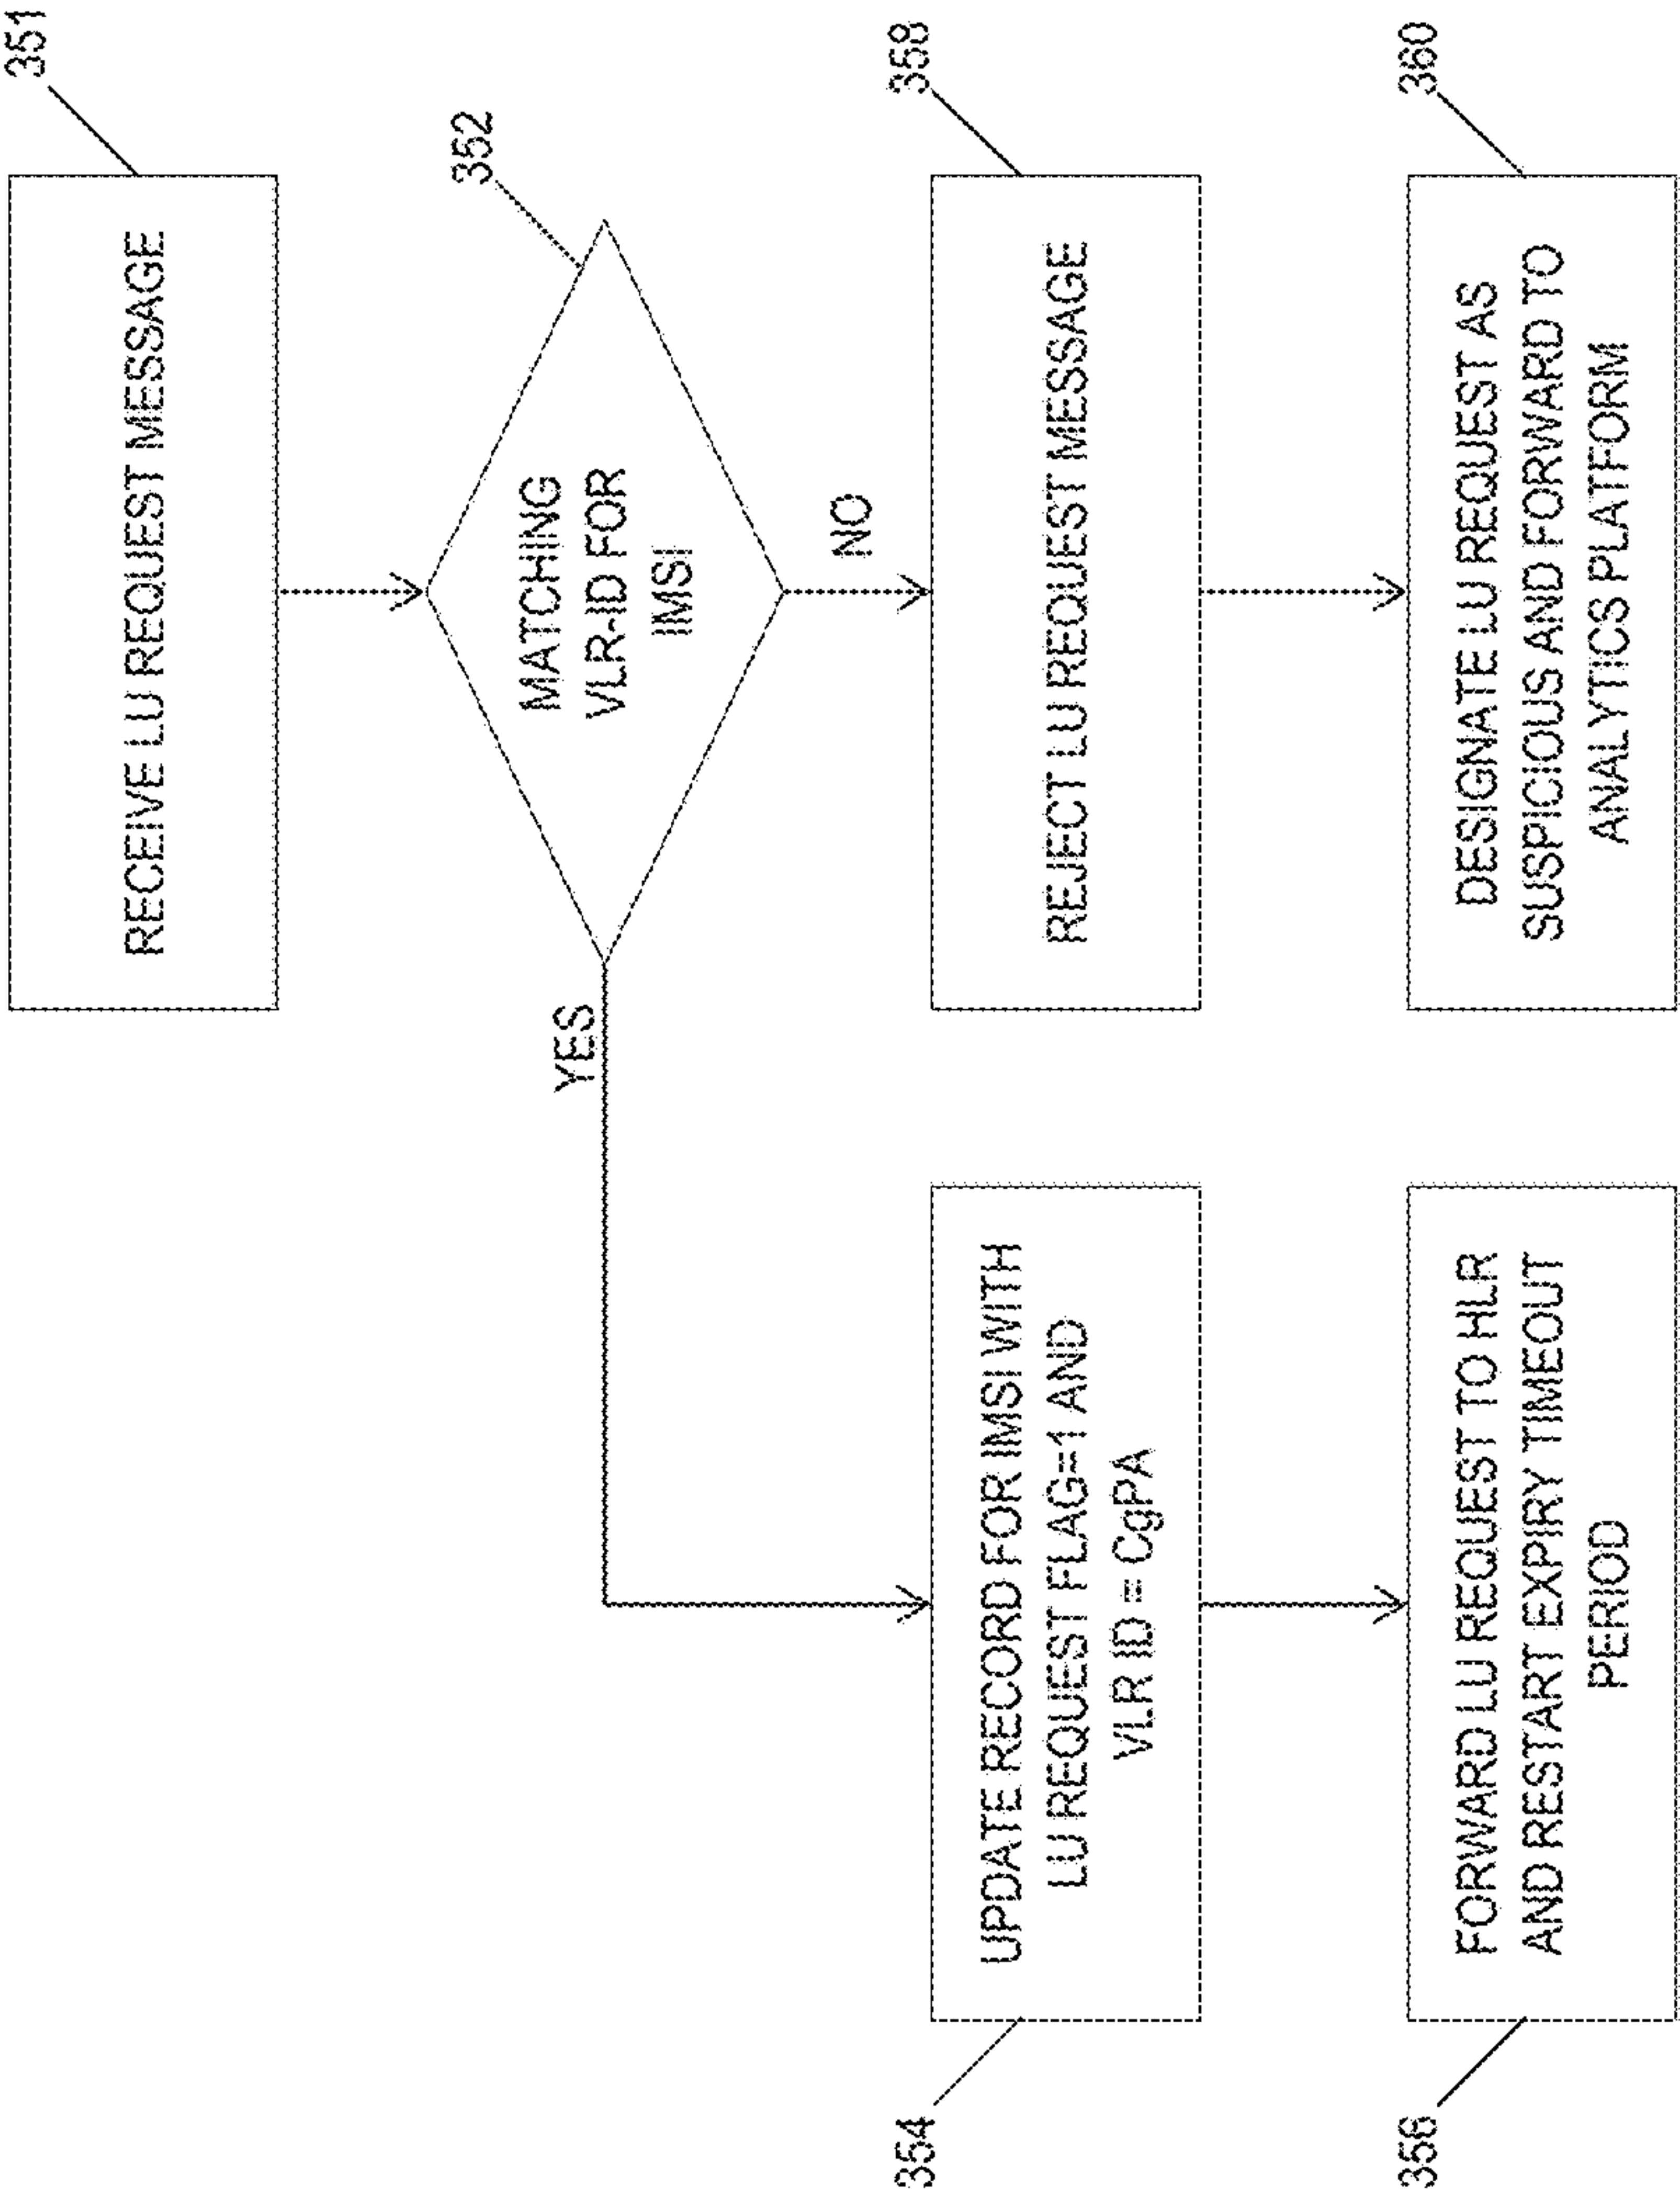 351
RECEIVE LU REQUEST MESSAGE
352
MATCHING
VLR-ID FOR
IMSI
YES
NO
354
UPDATE RECORD FOR IMSI WITH
LU REQUEST FLAG=1 AND
VLR ID = CgPA
358
REJECT LU REQUEST MESSAGE
356
FORWARD LU REQUEST TO HLR
AND RESTART EXPIRY TIMEOUT
PERIOD
360
DESIGNATE LU REQUEST AS
SUSPICIOUS AND FORWARD TO
ANALYTICS PLATFORM